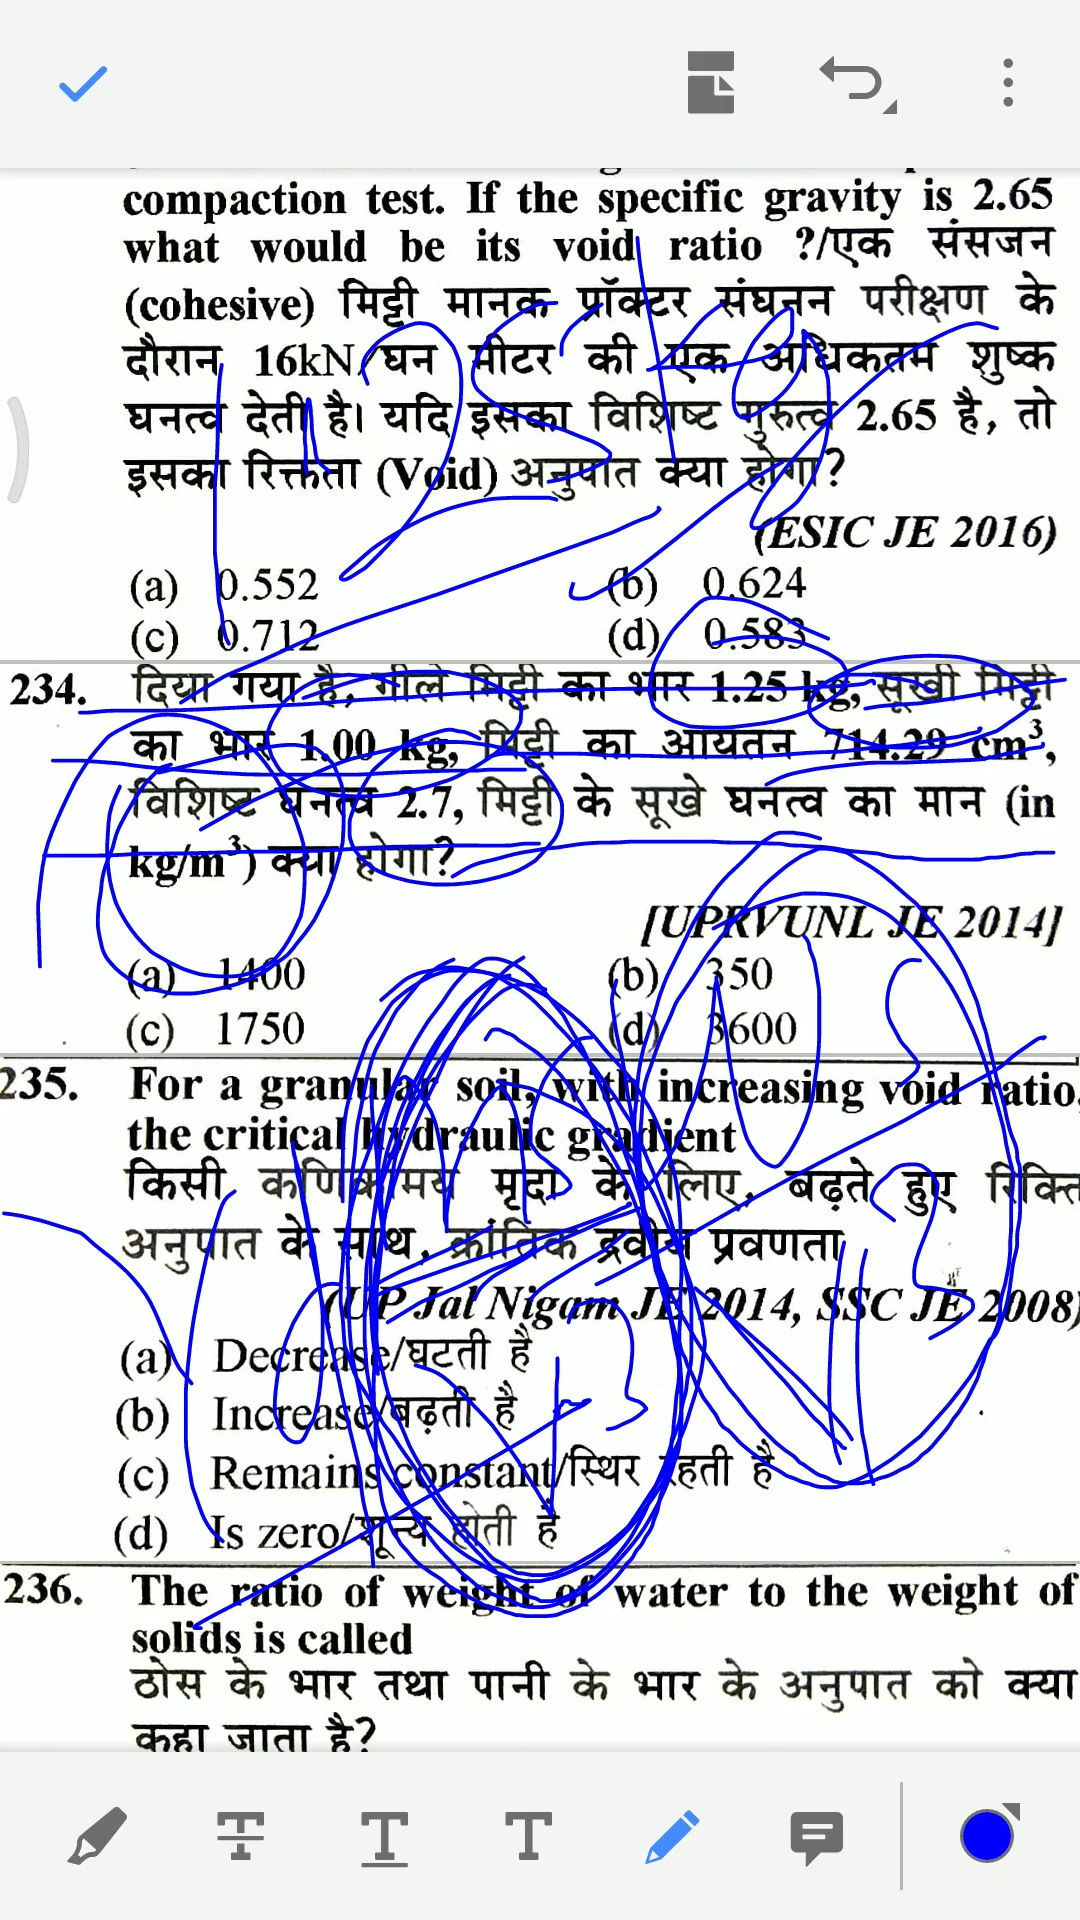 compaction test. If the specific gravity is 2.65
what would be its void ratio ?/एक संसजन
(cohesive) मिट्टी मानक प्रॉक्टर संघनन परीक्षण के
दौरान 16kN/घन मीटर की एक अधिकतम शुष्क
घनत्व देती है। यदि इसका विशिष्ट गुरुत्व 2.65 है, तो
इसका रिक्तता (Void) अनुपात क्या होगा?
(ESIC JE 2016)
(a) 0.552 (b) 0.624
(c) 0.712 (d) 0.583
234. दिया गया है, गीले मिट्टी का भार 1.25 kg, सूखी मिट्टी
का भार 1.00 kg, मिट्टी का आयतन 714.29 cm³,
विशिष्ट घनत्व 2.7, मिट्टी के सूखे घनत्व का मान (in
kg/m³) क्या होगा?
[UPRVUNL JE 2014]
(a) 1400 (b) 350
(c) 1750 (d) 3600
235. For a granular soil, with increasing void ratio,
the critical hydraulic gradient
किसी कणिकामय मृदा के लिए, बढ़ते हुए रिक्ति
अनुपात के साथ, क्रांतिक द्रवीय प्रवणता
(UP Jal Nigam JE 2014, SSC JE 2008)
(a) Decrease/घटती है
(b) Increase/बढ़ती है
(c) Remains constant/स्थिर रहती है
(d) Is zero/शून्य होती है
236. The ratio of weight of water to the weight of
solids is called
ठोस के भार तथा पानी के भार के अनुपात को क्या
कहा जाता है?